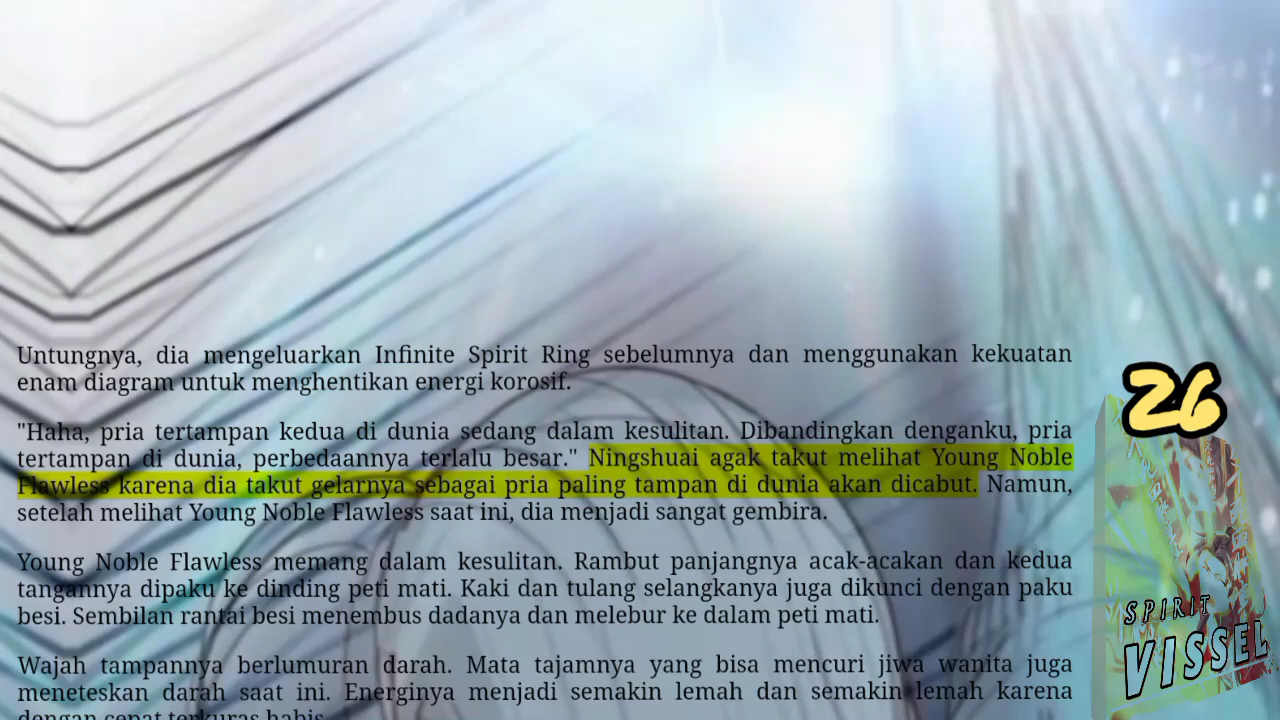 Untungnya, dia mengeluarkan Infinite Spirit Ring sebelumnya dan menggunakan kekuatan
enam diagram untuk menghentikan energi korosif.
"Haha, pria tertampan kedua di dunia sedang dalam kesulitan. Dibandingkan denganku, pria
tertampan di dunia, perbedaannya terlalu besar." Ningshuai agak takut melihat Young Noble
Flawless karena dia takut gelarnya sebagai pria paling tampan di dunia akan dicabut. Namun,
setelah melihat Young Noble Flawless saat ini, dia menjadi sangat gembira.
Young Noble Flawless memang dalam kesulitan. Rambut panjangnya acak-acakan dan kedua
tangannya dipaku ke dinding peti mati. Kaki dan tulang selangkanya juga dikunci dengan paku
besi. Sembilan rantai besi menembus dadanya dan melebur ke dalam peti mati.
Wajah tampannya berlumuran darah. Mata tajamnya yang bisa mencuri jiwa wanita juga
meneteskan darah saat ini. Energinya menjadi semakin lemah dan semakin lemah karena
dengan cepat terkuras habis.
26
SPIRIT
VISSEL